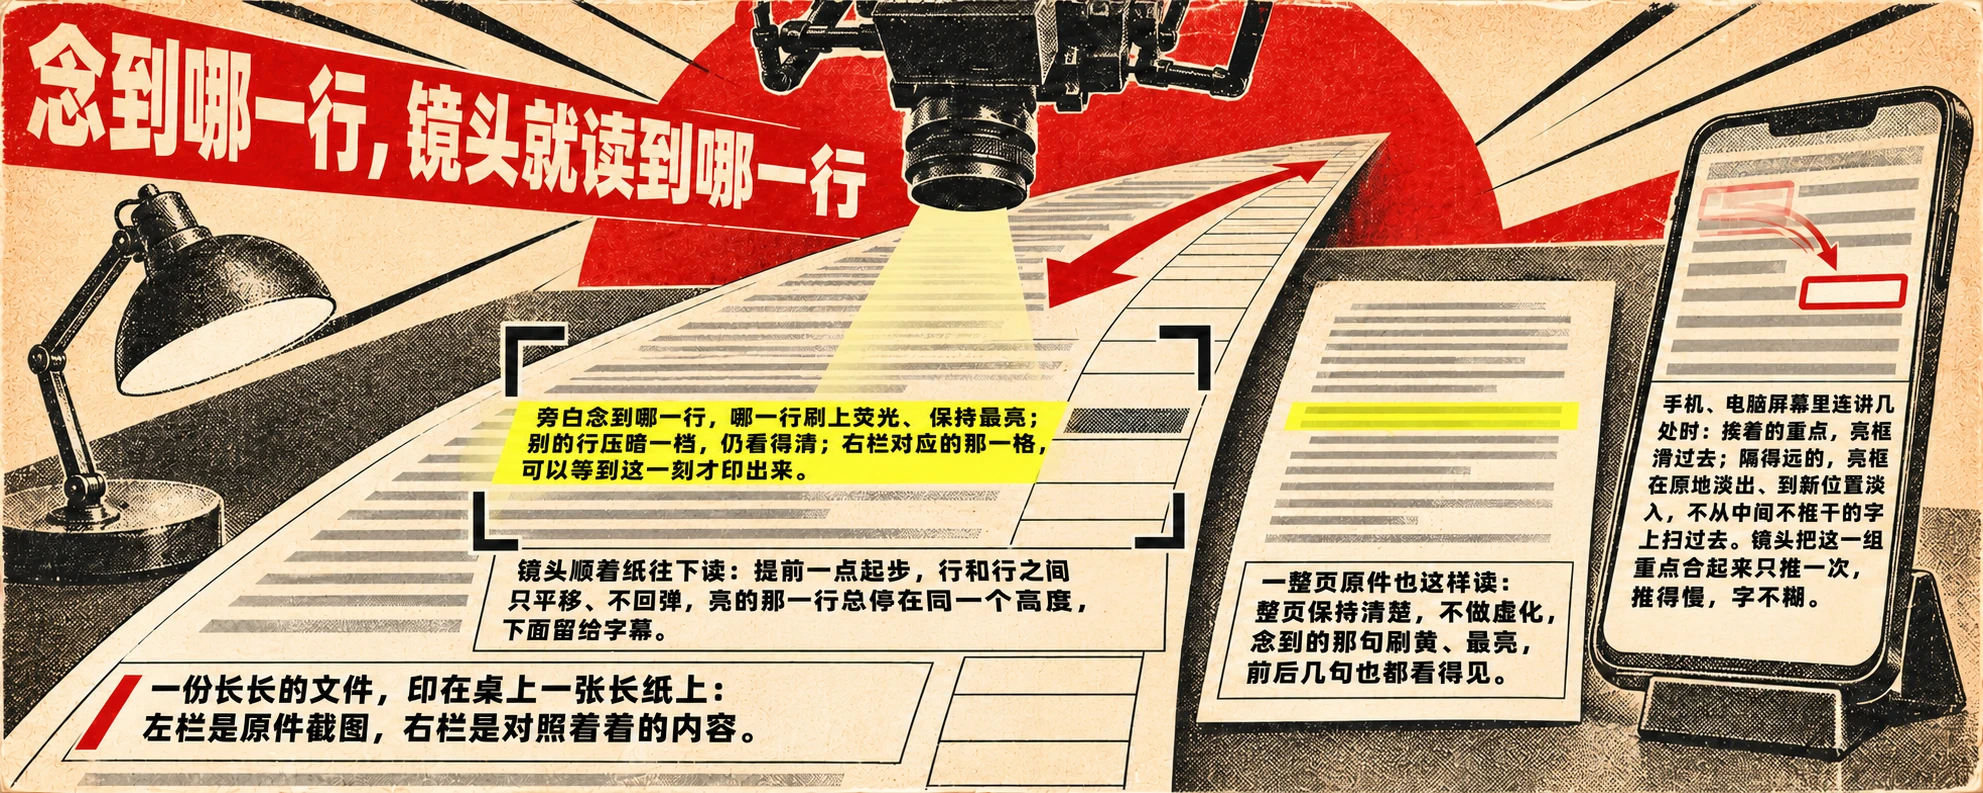 念到哪一行，镜头就读到哪一行
旁白念到哪一行，哪一行刷上荧光、保持最亮；
别的行压暗一档，仍看得清；右栏对应的那一格，
可以等到这一刻才印出来。
镜头顺着纸往下读：提前一点起步，行和行之间
只平移、不回弹，亮的那一行总停在同一个高度，
下面留给字幕。
一份长长的文件，印在桌上一张长纸上：
左栏是原件截图，右栏是对照着着的内容。
一整页原件也这样读：
整页保持清楚，不做虚化，
念到的那句刷黄、最亮，
前后几句也都看得见。
手机、电脑屏幕里连讲几
处时：挨着的重点，亮框
滑过去；隔得远的，亮框
在原地淡出、到新位置淡
入，不从中间不框干的字
上扫过去。镜头把这一组
重点合起来只推一次，
推得慢，字不糊。